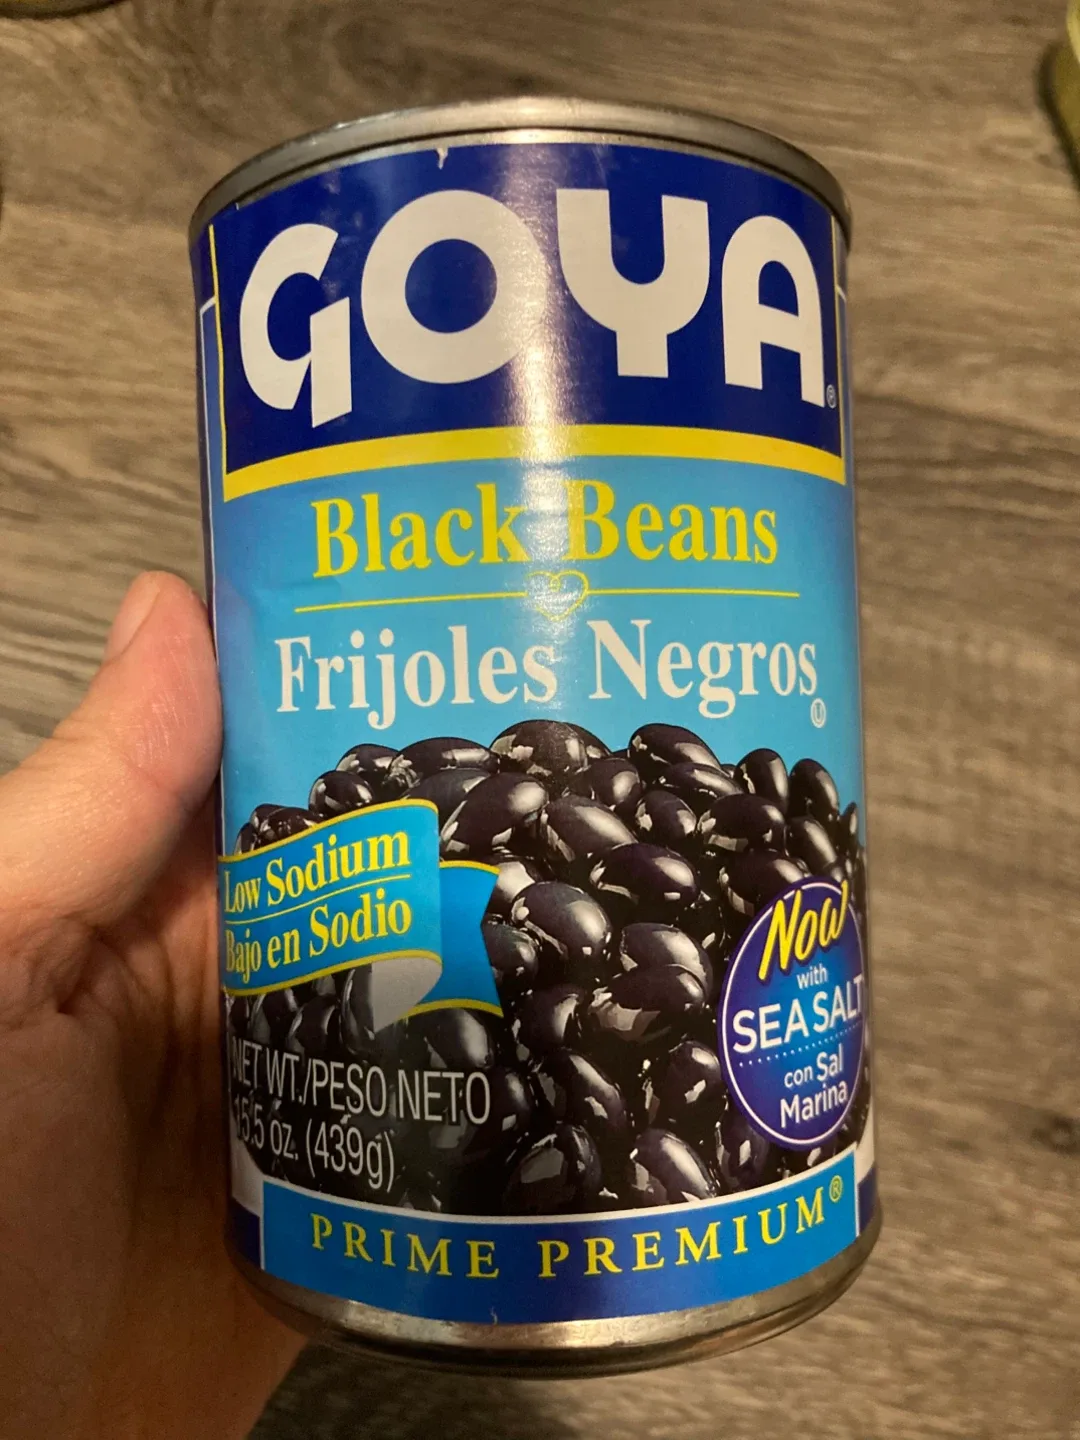 GOYA®
Black Beans
Frijoles Negros
U
Low Sodium
Bajo en Sodio
NET WT./PESO NETO
15.5 oz. (439g)
Now
with
SEA SALT
con Sal
Marina
PRIME PREMIUM®